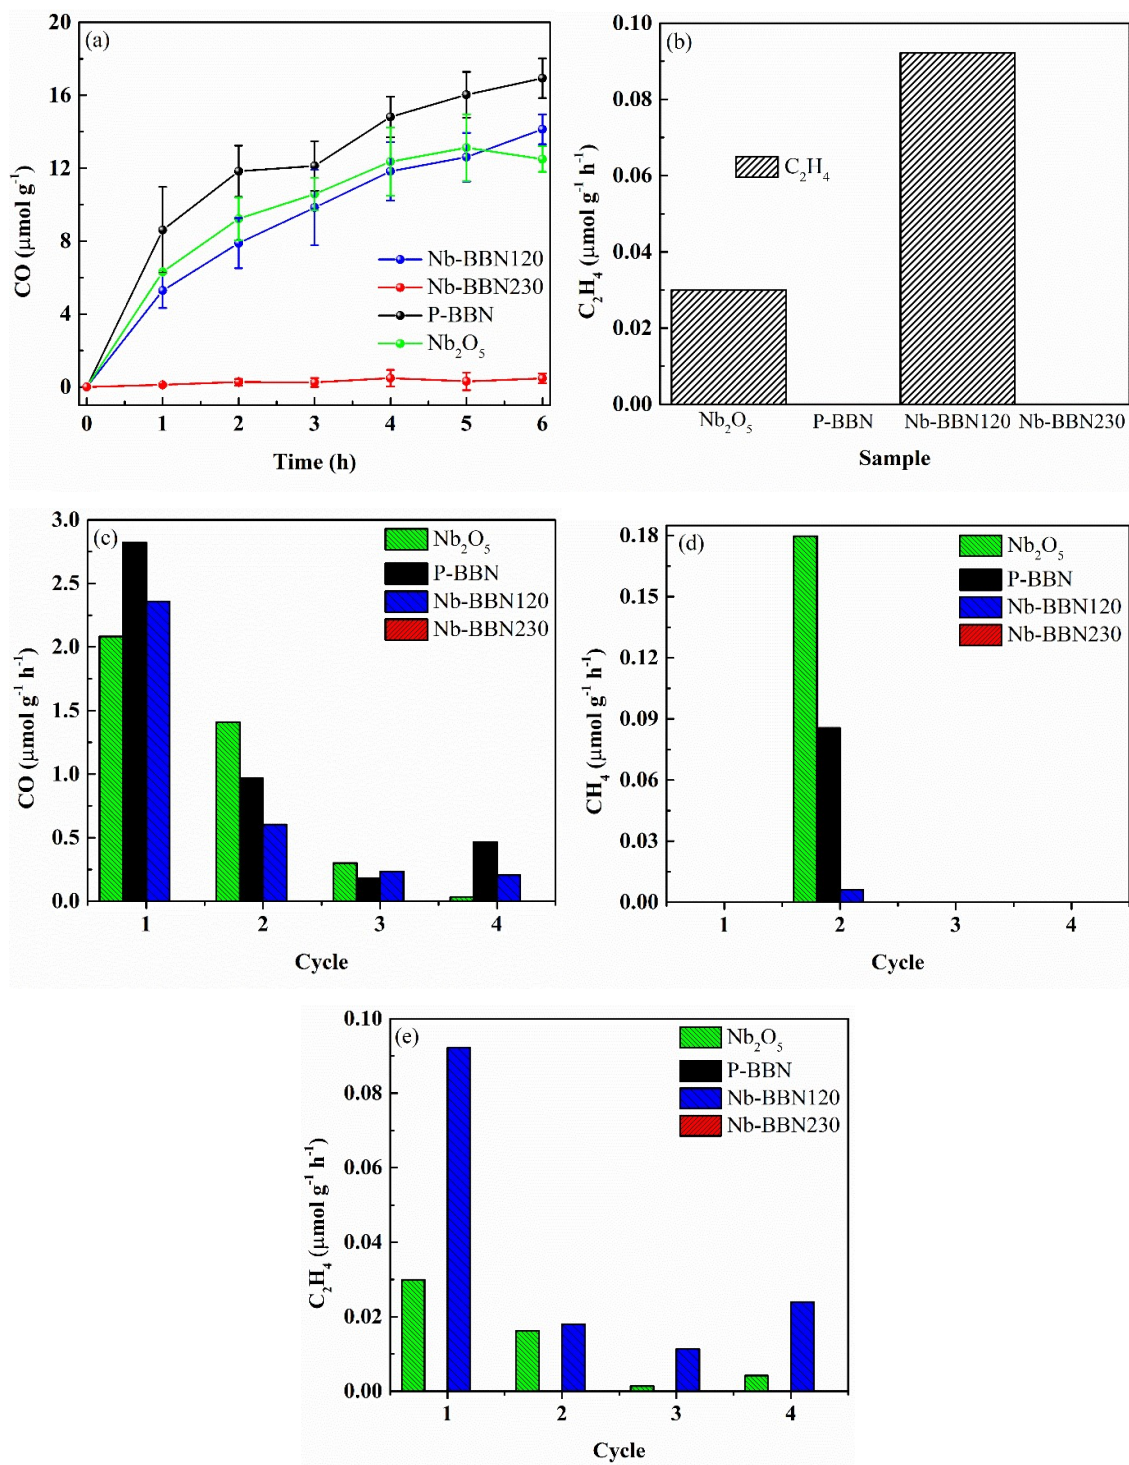 (a)
CO (μmol g⁻¹)
20
16
12
8
4
0
Nb-BBN120
Nb-BBN230
P-BBN
Nb₂O₅
0 1 2 3 4 5 6
Time (h)
(b)
C₂H₄ (μmol g⁻¹ h⁻¹)
0.10
0.08
0.06
0.04
0.02
0.00
C₂H₄
Nb₂O₅ P-BBN Nb-BBN120 Nb-BBN230
Sample
(c)
CO (μmol g⁻¹ h⁻¹)
3.0
2.5
2.0
1.5
1.0
0.5
0.0
Nb₂O₅
P-BBN
Nb-BBN120
Nb-BBN230
1 2 3 4
Cycle
(d)
CH₄ (μmol g⁻¹ h⁻¹)
0.18
0.15
0.12
0.09
0.06
0.03
0.00
Nb₂O₅
P-BBN
Nb-BBN120
Nb-BBN230
1 2 3 4
Cycle
(e)
C₂H₄ (μmol g⁻¹ h⁻¹)
0.10
0.08
0.06
0.04
0.02
0.00
Nb₂O₅
P-BBN
Nb-BBN120
Nb-BBN230
1 2 3 4
Cycle